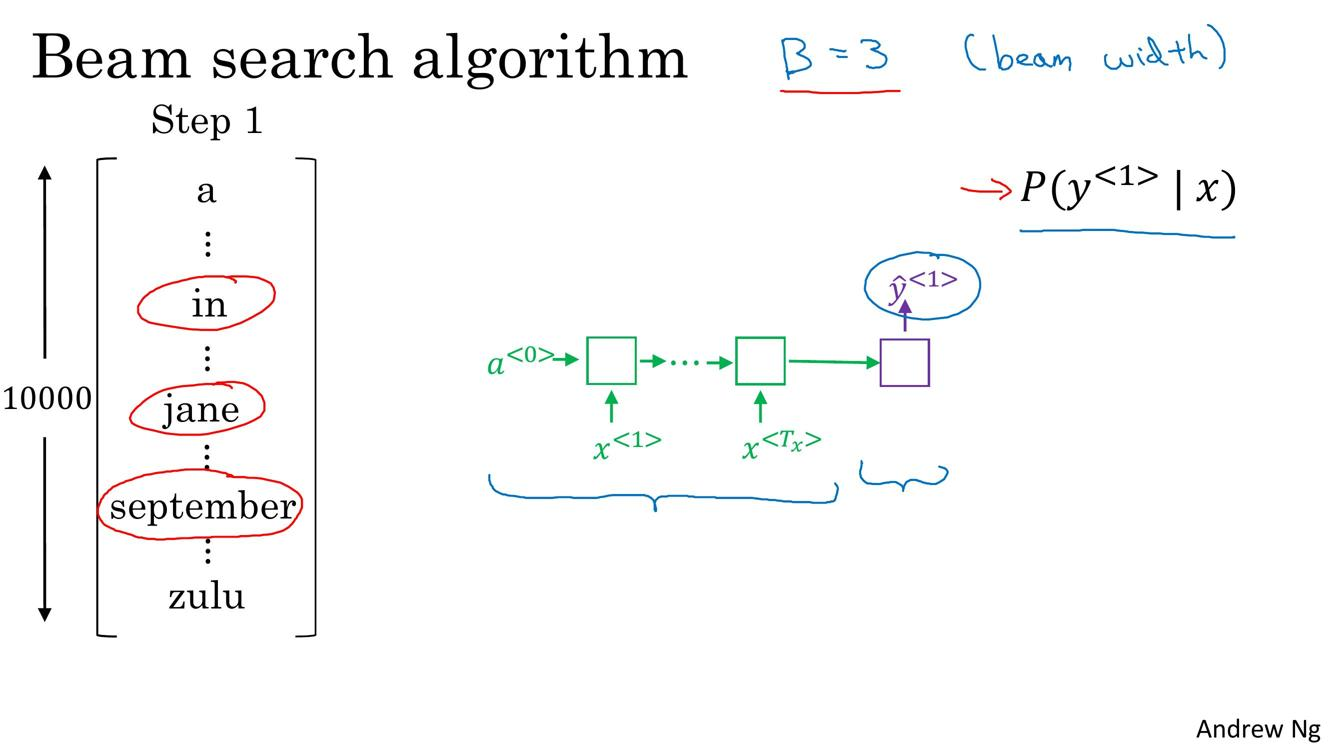 Beam search algorithm B = 3 (beam width)
Step 1
P(y^{<1>} | x)
a
⋮
in
⋮
jane
⋮
september
⋮
zulu
10000
ŷ^{<1>}
a^{<0>} ...
x^{<1>} x^{<T_x>}
Andrew Ng